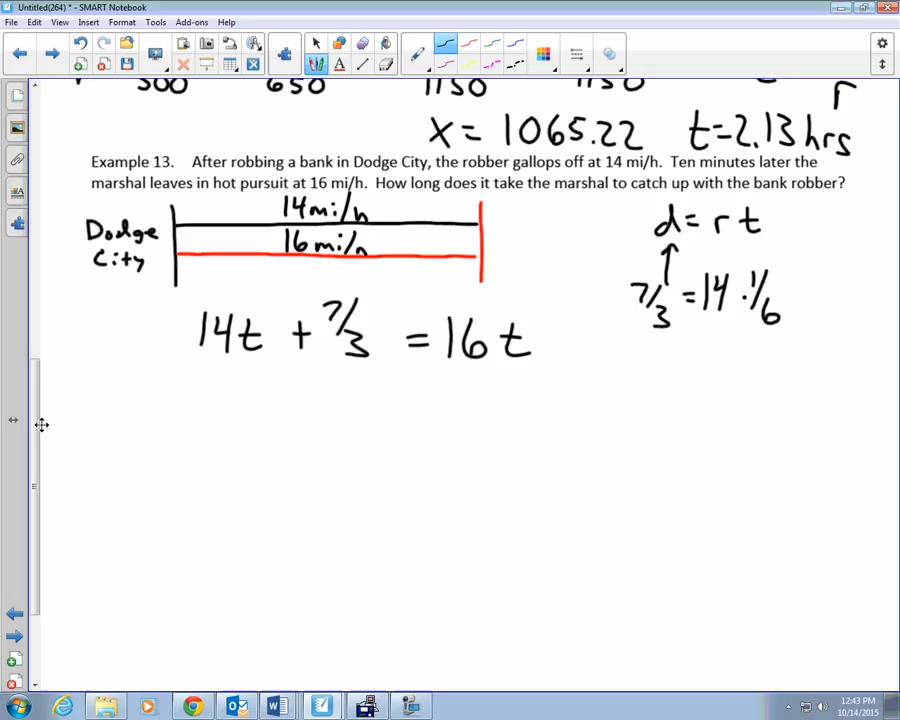 Untitled(264) * - SMART Notebook
File Edit View Insert Format Tools Add-ons Help
500 650 1150 1150
r
x = 1065.22 t=2.13 hrs
Example 13. After robbing a bank in Dodge City, the robber gallops off at 14 mi/h. Ten minutes later the
marshal leaves in hot pursuit at 16 mi/h. How long does it take the marshal to catch up with the bank robber?
14 mi/h
Dodge
City
16 mi/h
d = r t
7/3 = 14 · 1/6
14t + 7/3 = 16t
12:43 PM
10/14/2015